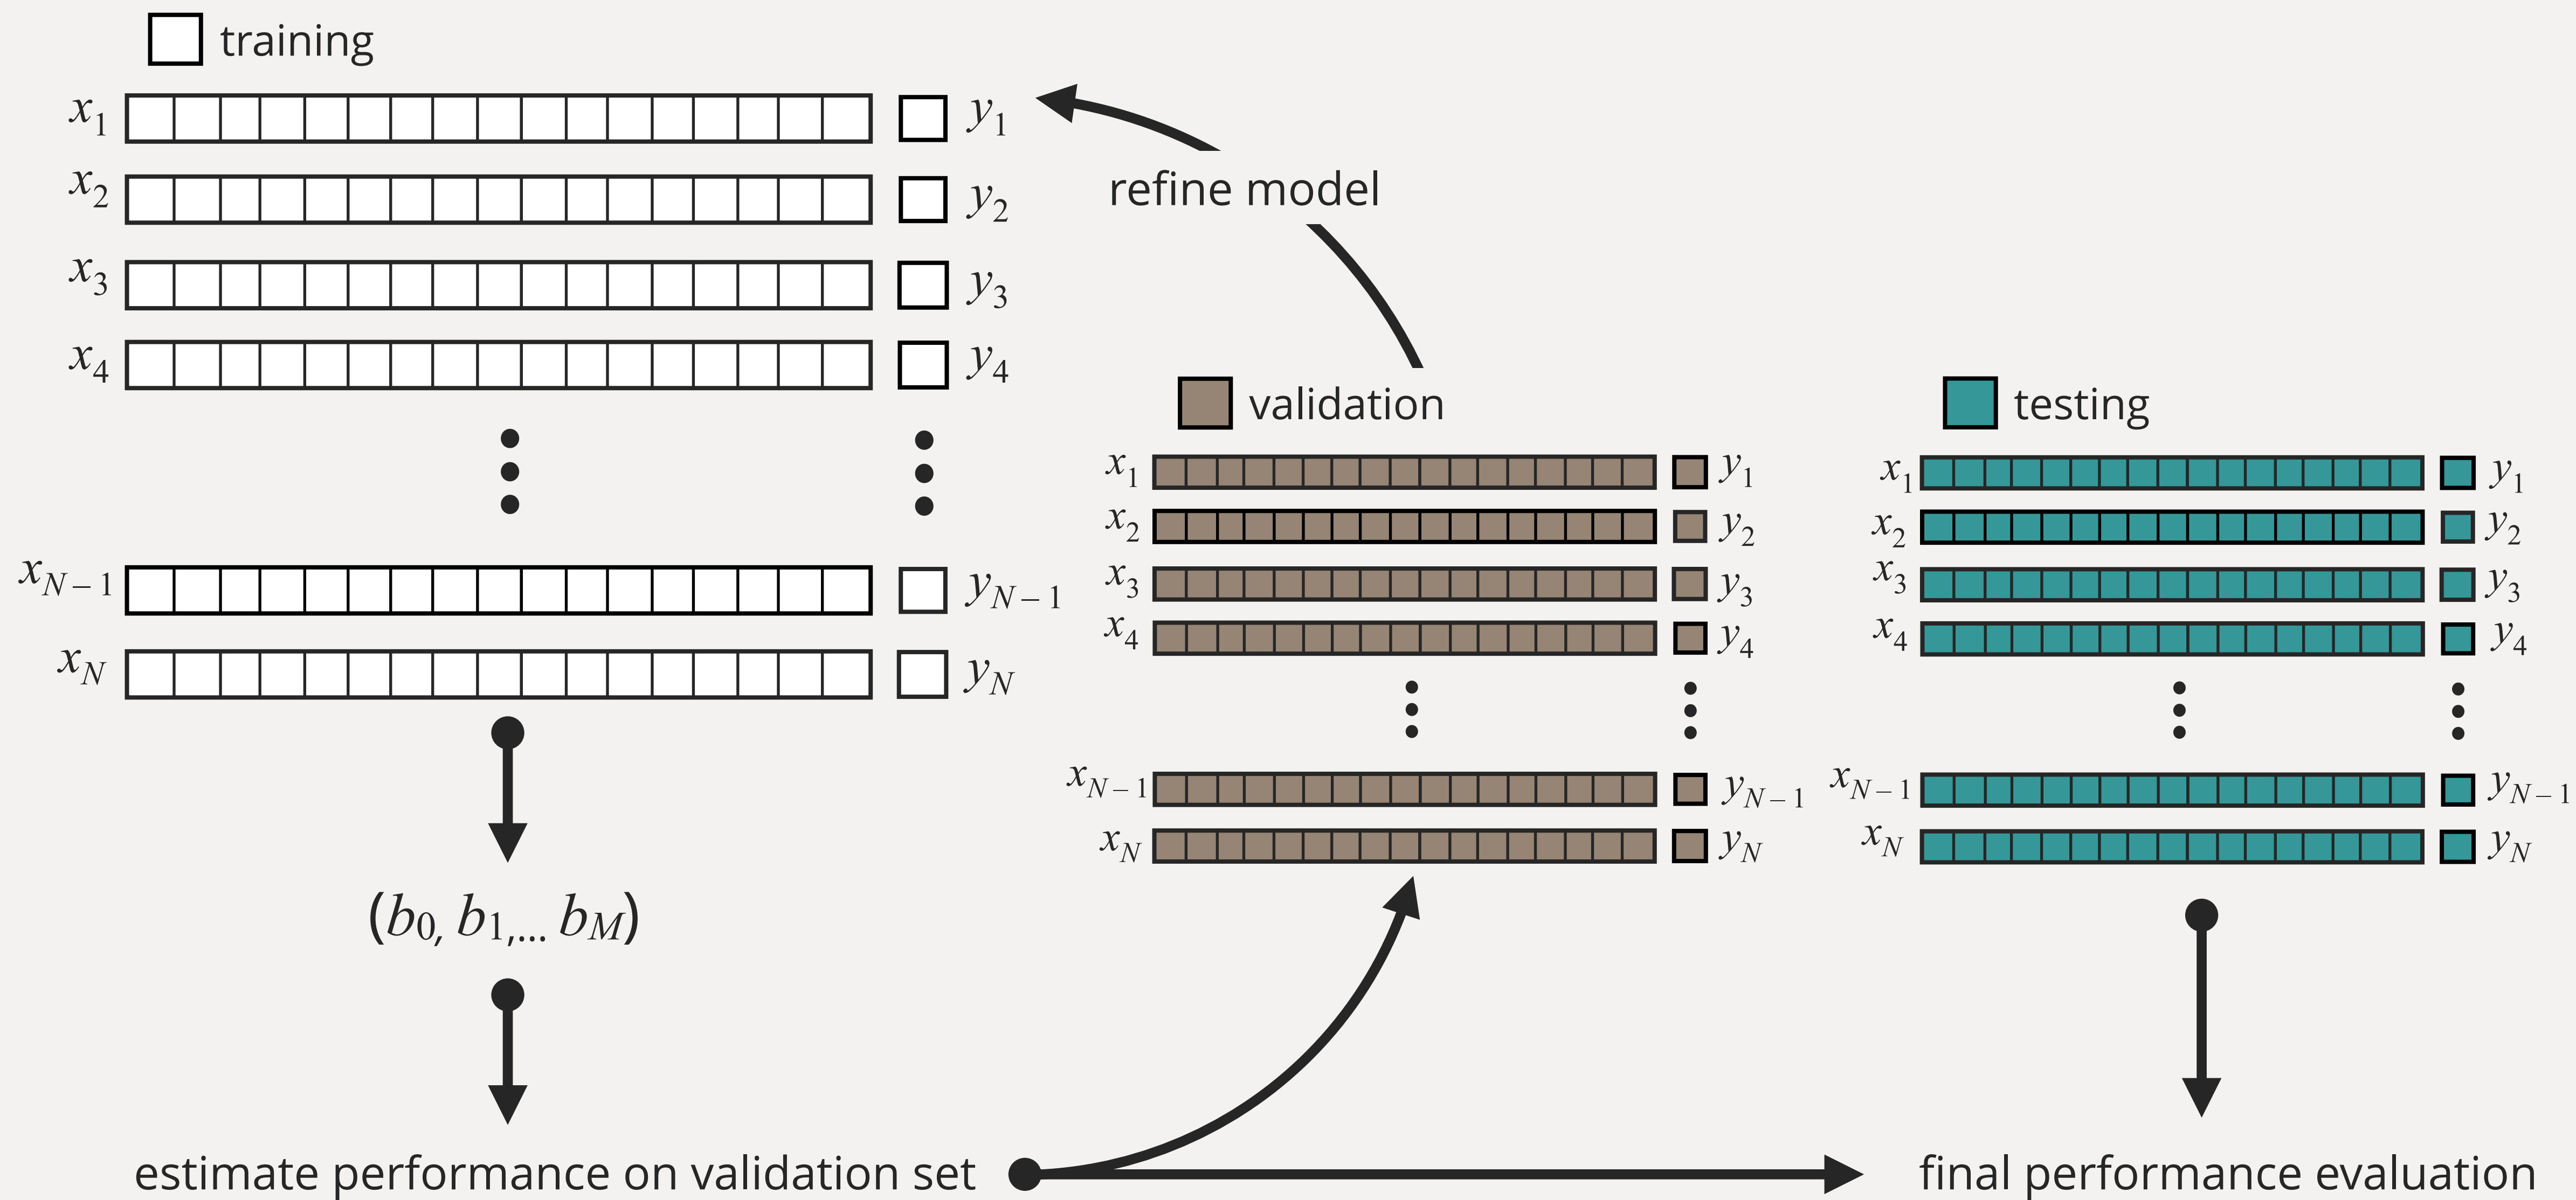 training
x1 y1
x2 y2
x3 y3
x4 y4
xN−1 yN−1
xN yN
(b0, b1,... bM)
estimate performance on validation set
refine model
validation
x1 y1
x2 y2
x3 y3
x4 y4
xN−1 yN−1
xN yN
testing
x1 y1
x2 y2
x3 y3
x4 y4
xN−1 yN−1
xN yN
final performance evaluation